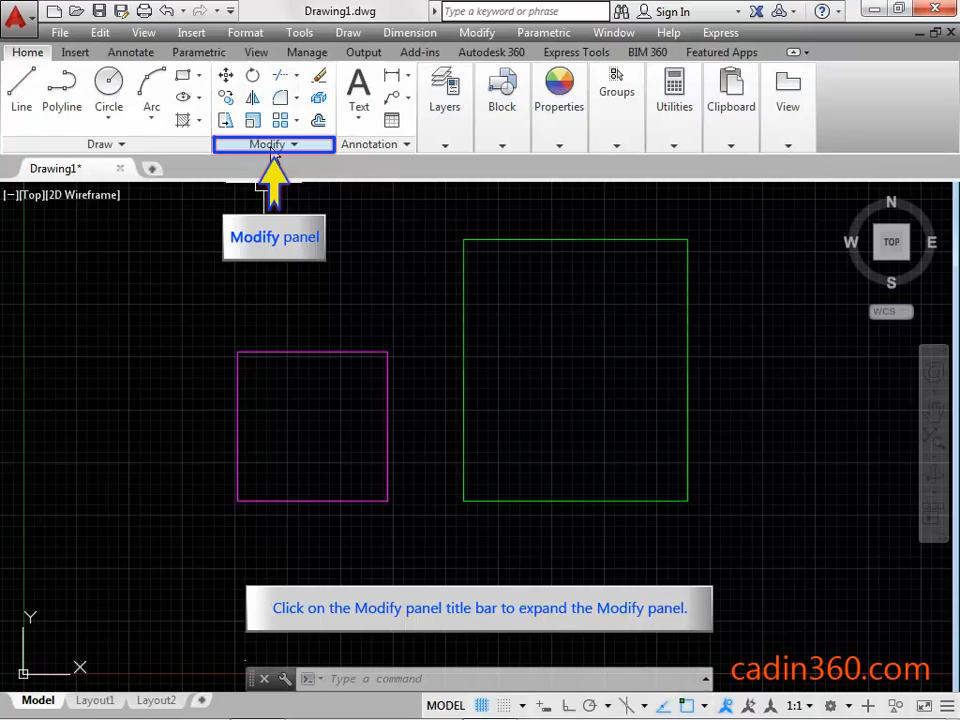 Drawing1.dwg
Type a keyword or phrase
Sign In
File Edit View Insert Format Tools Draw Dimension Modify Parametric Window Help Express
Home Insert Annotate Parametric View Manage Output Add-ins Autodesk 360 Express Tools BIM 360 Featured Apps
Line Polyline Circle Arc Text Layers Block Properties Groups Utilities Clipboard View
Draw Modify Annotation
Drawing1*
[−][Top][2D Wireframe]
Modify panel
N
W TOP E
S
WCS
Click on the Modify panel title bar to expand the Modify panel.
Y
X
Type a command
cadin360.com
Model Layout1 Layout2 MODEL 1:1